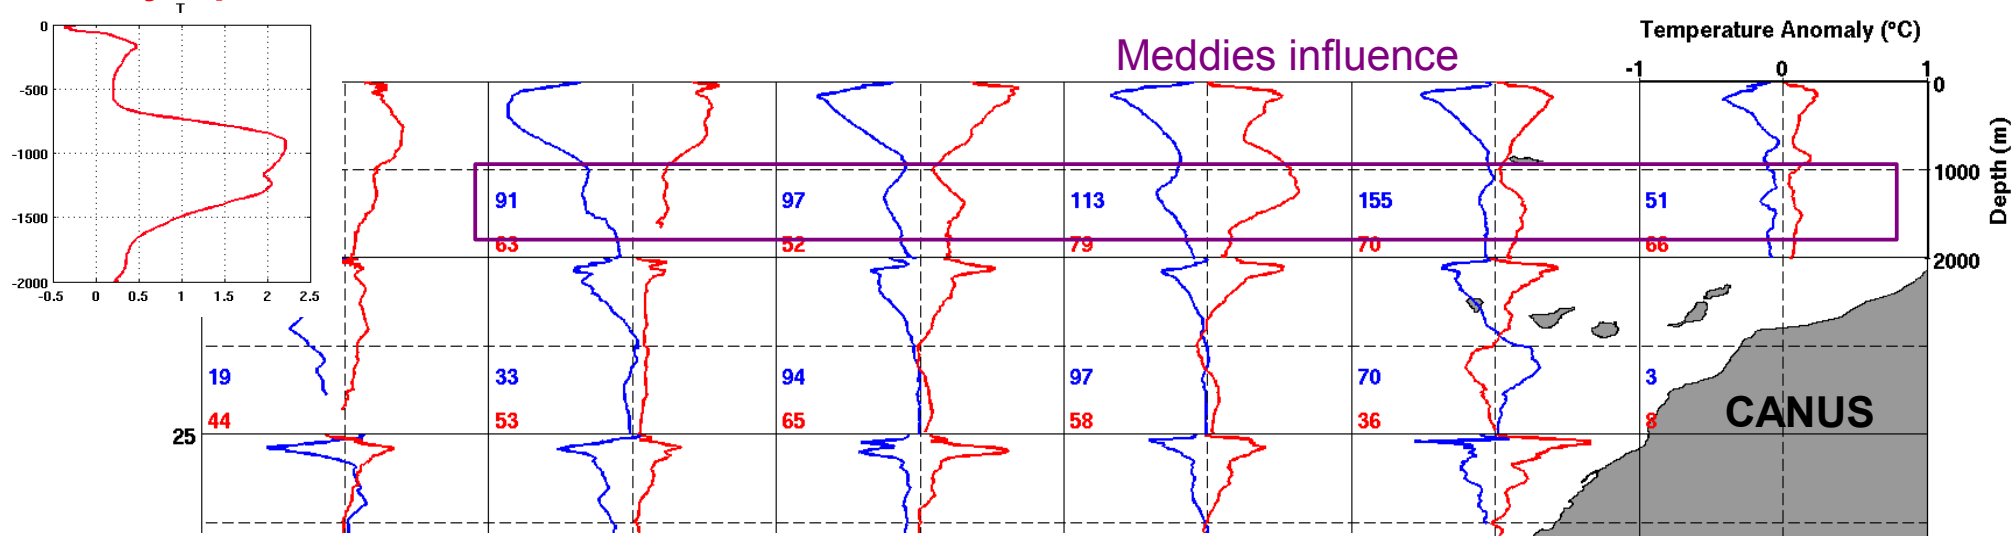 T
0
-500
-1000
-1500
-2000
-0.5 0 0.5 1 1.5 2 2.5
Meddies influence
Temperature Anomaly (°C)
-1 0 1
0
1000
2000
Depth (m)
91 97 113 155 51
63 52 79 70 66
19 33 94 97 70 3
44 53 65 58 36 8
25
CANUS